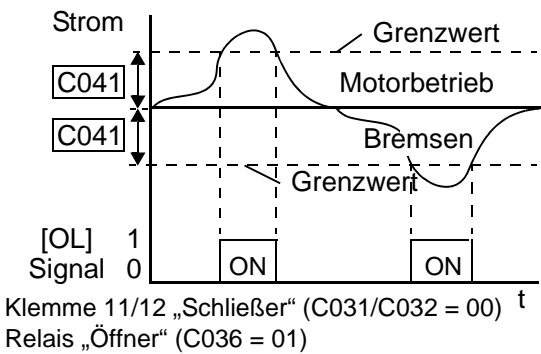 Strom
Grenzwert
C041
Motorbetrieb
C041
Bremsen
Grenzwert
[OL] 1
Signal 0
ON
ON
t
Klemme 11/12 „Schließer“ (C031/C032 = 00)
Relais „Öffner“ (C036 = 01)